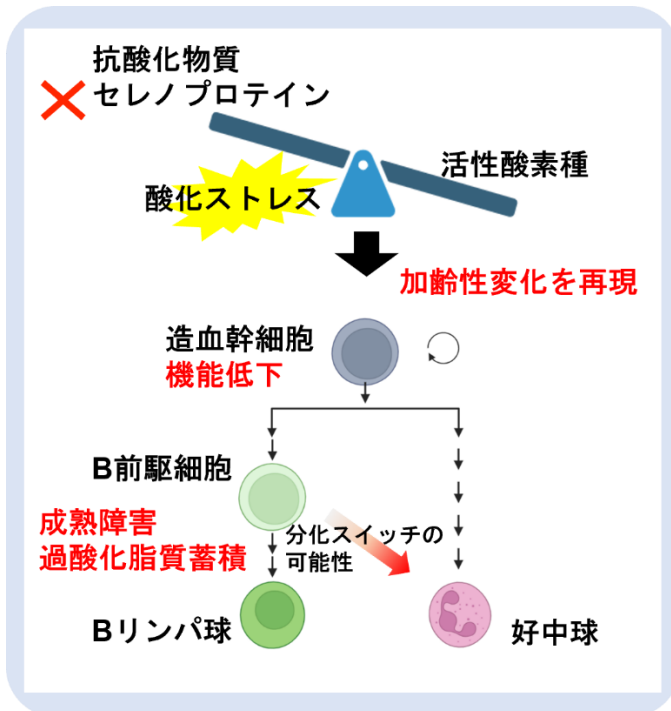 抗酸化物質
セレノプロテイン
活性酸素種
酸化ストレス
加齢性変化を再現
造血幹細胞
機能低下
B前駆細胞
成熟障害
過酸化脂質蓄積
分化スイッチの
可能性
Bリンパ球
好中球